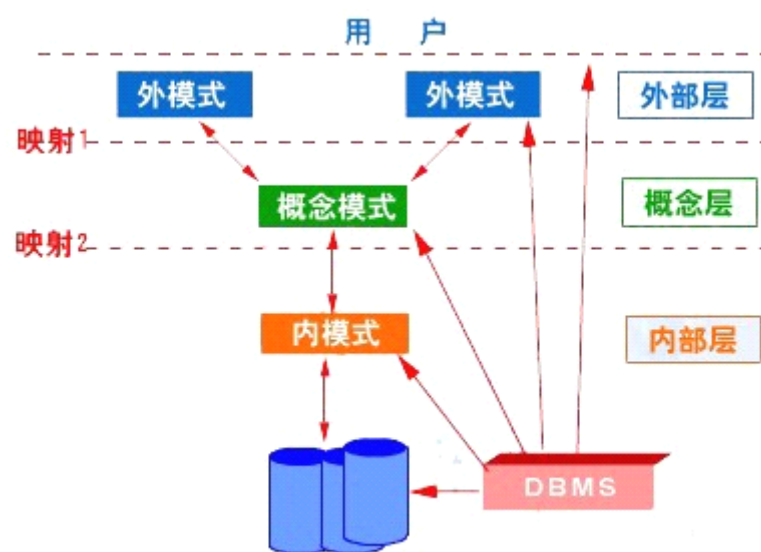 用 户
外模式 外模式 外部层
映射1
概念模式 概念层
映射2
内模式 内部层
DBMS